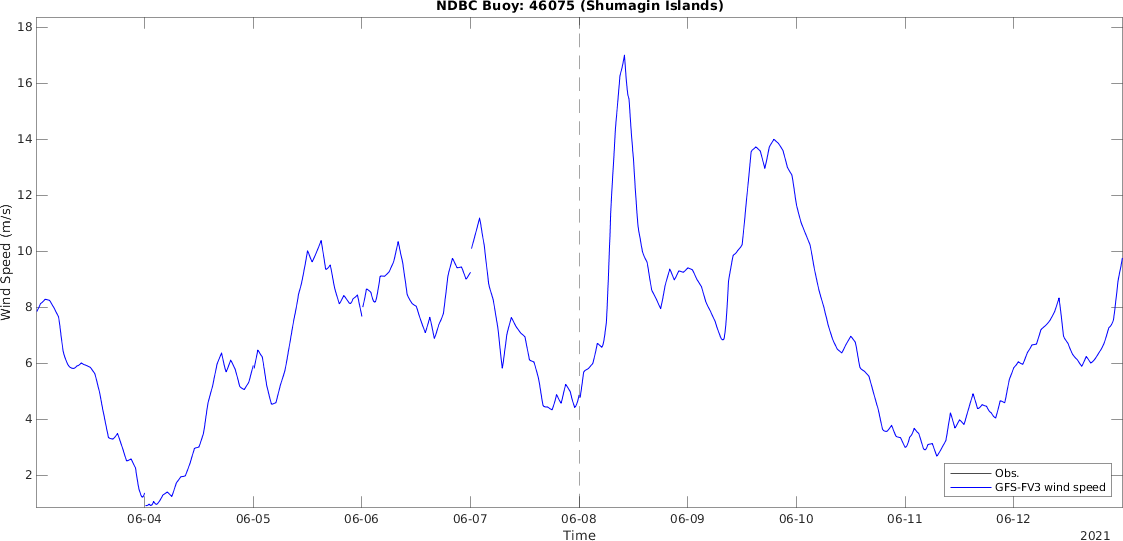 NDBC Buoy: 46075 (Shumagin Islands)
18
16
14
12
10
8
6
4
2
Wind Speed (m/s)
Obs.
GFS-FV3 wind speed
06-04 06-05 06-06 06-07 06-08 06-09 06-10 06-11 06-12
Time
2021